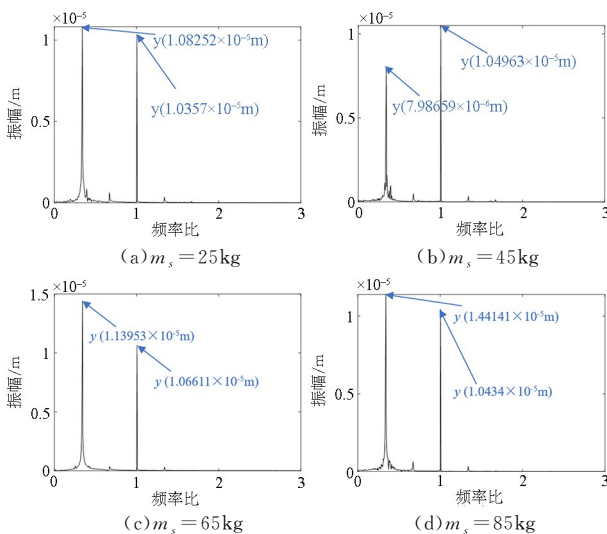 ×10⁻⁵
1
0.5
0
振幅/m
y(1.08252×10⁻⁵m)
y(1.0357×10⁻⁵m)
0 1 2 3
频率比
(a)mₛ=25kg
×10⁻⁵
1
0.5
0
振幅/m
y(1.04963×10⁻⁵m)
y(7.98659×10⁻⁶m)
0 1 2 3
频率比
(b)mₛ=45kg
×10⁻⁵
1.5
1
0.5
0
振幅/m
y (1.13953×10⁻⁵m)
y (1.06611×10⁻⁵m)
0 1 2 3
频率比
(c)mₛ=65kg
×10⁻⁵
1
0.5
0
振幅/m
y (1.44141×10⁻⁵m)
y (1.0434×10⁻⁵m)
0 1 2 3
频率比
(d)mₛ=85kg